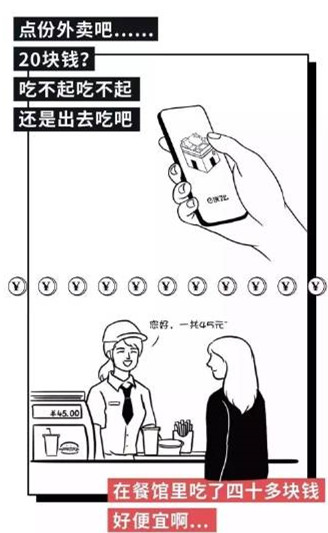 点份外卖吧......
20块钱?
吃不起吃不起
还是出去吃吧
¥ ¥ ¥ ¥ ¥ ¥ ¥ ¥ ¥ ¥ ¥
您好，一共45元~
¥45.00
在餐馆里吃了四十多块钱
好便宜啊...